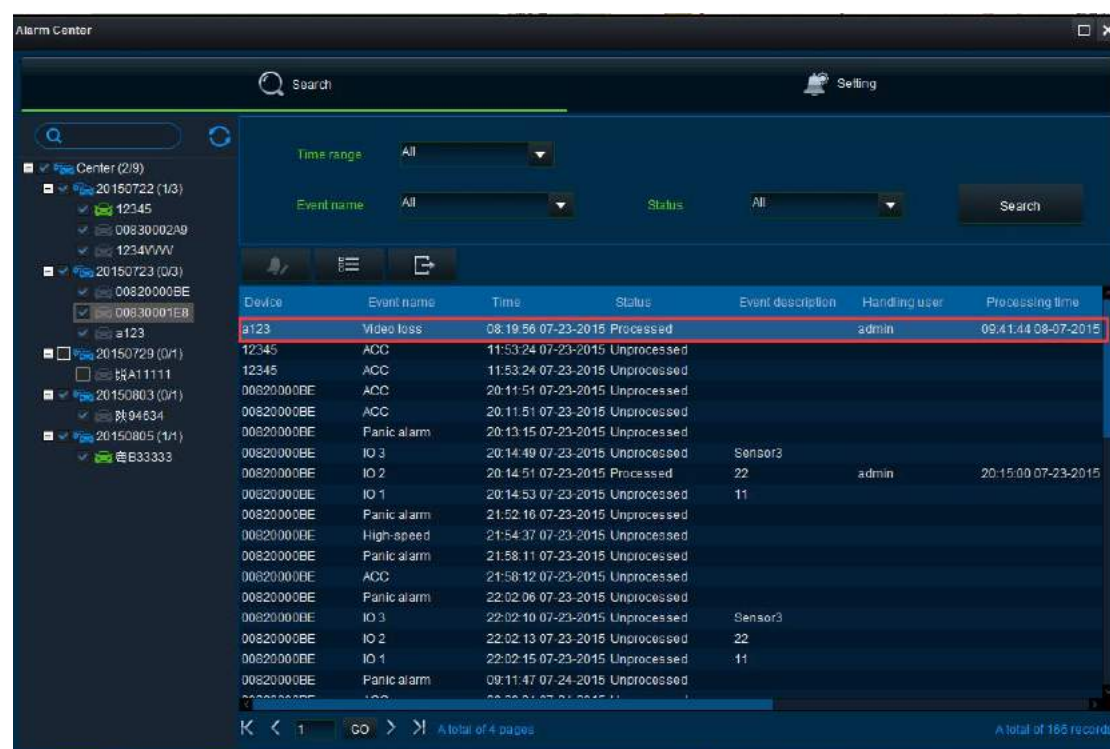 Alarm Center
Search
Setting
Time range All
Event name All Status All Search
Center (2/9)
20150722 (1/3)
12345
00830002A9
1234VVVV
20150723 (0/3)
00820000BE
00830001E8
a123
20150729 (0/1)
A11111
20150803 (0/1)
陕94634
20150805 (1/1)
B33333
Device Event name Time Status Event description Handling user Processing time
a123 Video loss 08:19:56 07-23-2015 Processed admin 09:41:44 08-07-2015
12345 ACC 11:53:24 07-23-2015 Unprocessed
12345 ACC 11:53:24 07-23-2015 Unprocessed
00820000BE ACC 20:11:51 07-23-2015 Unprocessed
00820000BE ACC 20:11:51 07-23-2015 Unprocessed
00820000BE Panic alarm 20:13:15 07-23-2015 Unprocessed
00820000BE IO 3 20:14:49 07-23-2015 Unprocessed Sensor3
00820000BE IO 2 20:14:51 07-23-2015 Processed 22 admin 20:15:00 07-23-2015
00820000BE IO 1 20:14:53 07-23-2015 Unprocessed 11
00820000BE Panic alarm 21:52:16 07-23-2015 Unprocessed
00820000BE High-speed 21:54:37 07-23-2015 Unprocessed
00820000BE Panic alarm 21:58:11 07-23-2015 Unprocessed
00820000BE ACC 21:58:12 07-23-2015 Unprocessed
00820000BE Panic alarm 22:02:06 07-23-2015 Unprocessed
00820000BE IO 3 22:02:10 07-23-2015 Unprocessed Sensor3
00820000BE IO 2 22:02:13 07-23-2015 Unprocessed 22
00820000BE IO 1 22:02:15 07-23-2015 Unprocessed 11
00820000BE Panic alarm 09:11:47 07-24-2015 Unprocessed
1 GO A total of 4 pages A total of 166 records